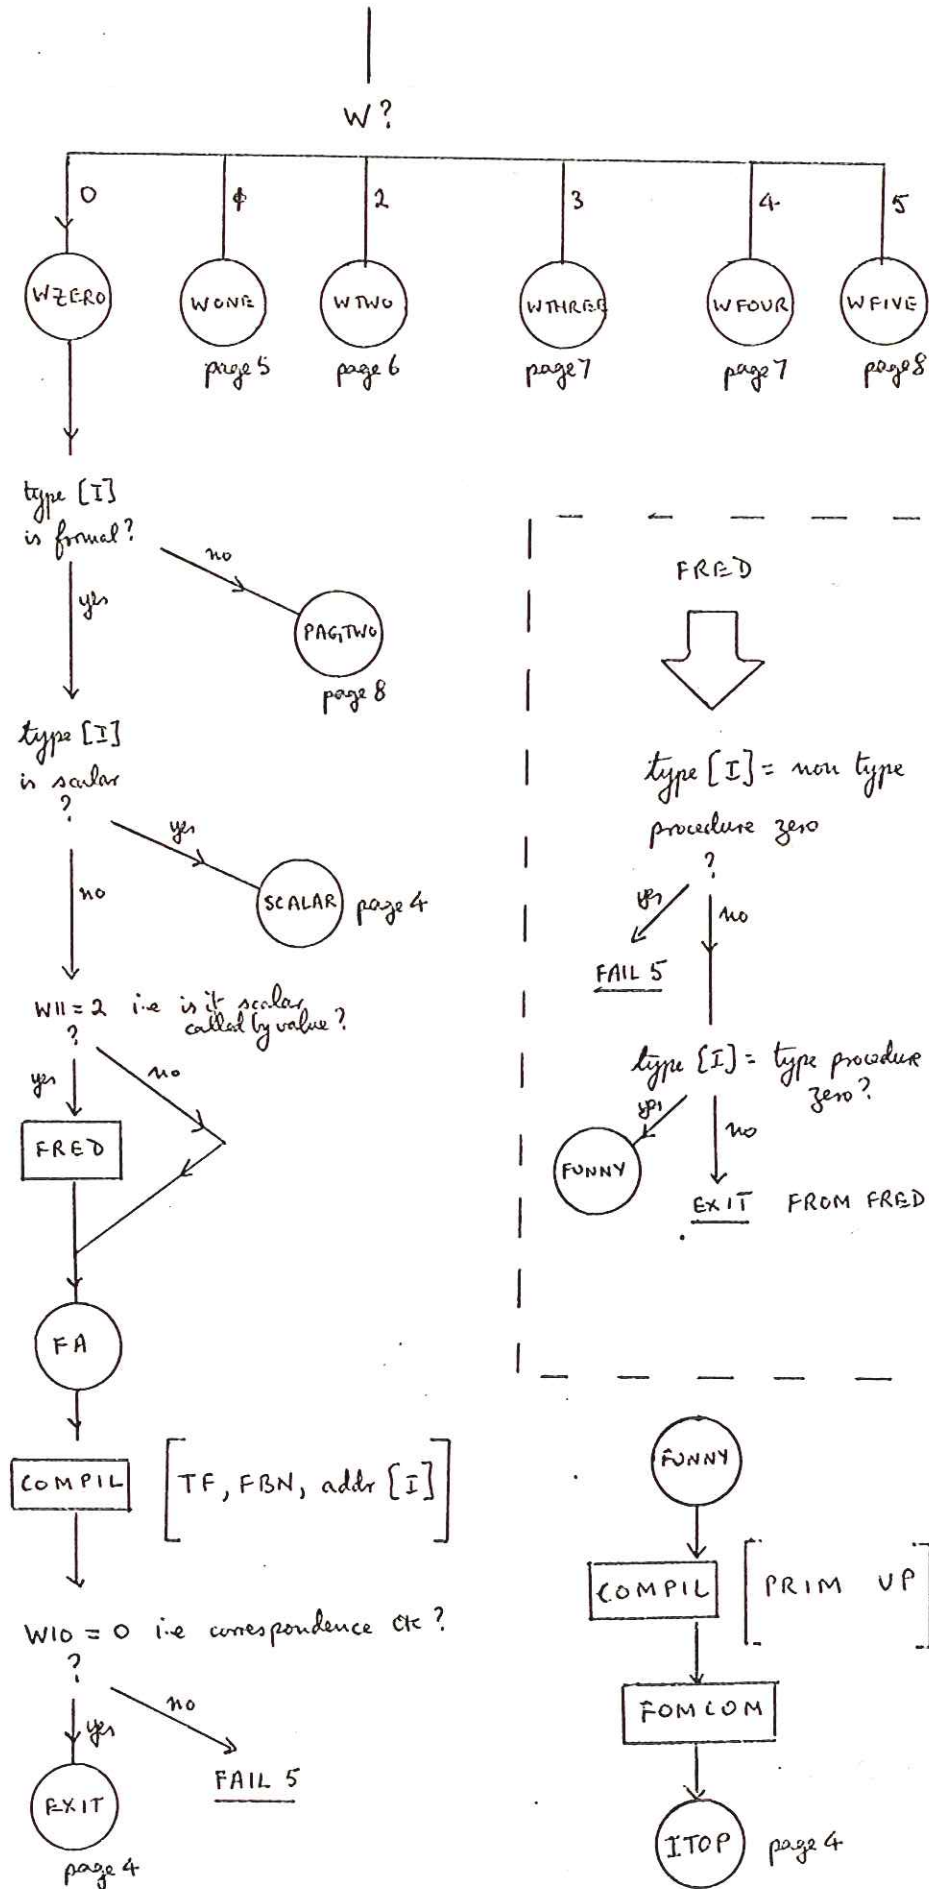 W?
0 1 2 3 4 5
WZERO WONE WTWO WTHREE WFOUR WFIVE
page 5 page 6 page 7 page 7 page 8
type [I]
is formal?
no
yes
PAGTWO
page 8
type [I]
is scalar
?
yes
no
SCALAR page 4
W11 = 2 i.e is it scalar
called by value?
?
yes no
FRED
FA
COMPIL [TF, FBN, addr [I]]
W10 = 0 i.e correspondence ok?
?
no
yes
FAIL 5
EXIT
page 4
FRED
type [I] = non type
procedure zero
?
yes no
FAIL 5
type [I] = type procedure
zero?
yes no
FUNNY
EXIT FROM FRED
FUNNY
COMPIL [PRIM UP]
FOMCOM
ITOP page 4